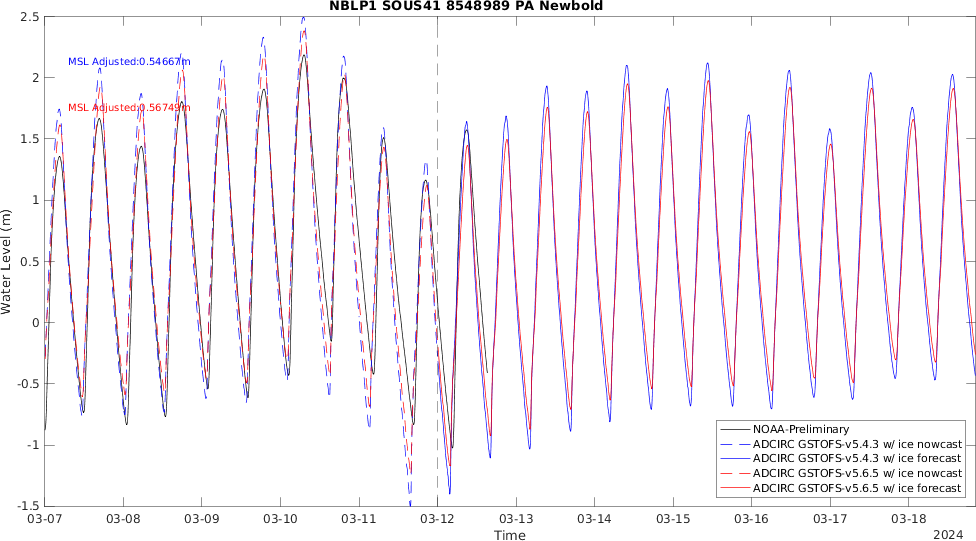 NBLP1 SOUS41 8548989 PA Newbold
Water Level (m)
2.5
2
1.5
1
0.5
0
-0.5
-1
-1.5
MSL Adjusted:0.54667m
MSL Adjusted:0.56749m
NOAA-Preliminary
ADCIRC GSTOFS-v5.4.3 w/ ice nowcast
ADCIRC GSTOFS-v5.4.3 w/ ice forecast
ADCIRC GSTOFS-v5.6.5 w/ ice nowcast
ADCIRC GSTOFS-v5.6.5 w/ ice forecast
03-07 03-08 03-09 03-10 03-11 03-12 03-13 03-14 03-15 03-16 03-17 03-18
Time
2024